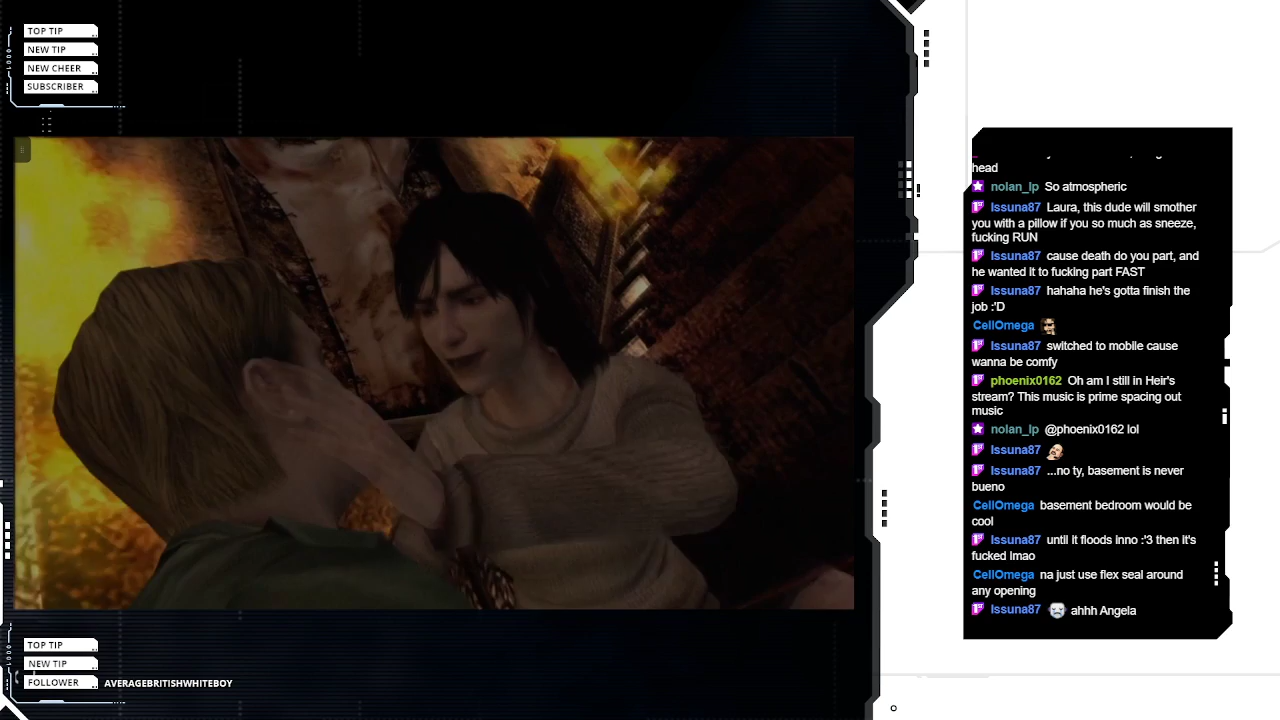 TOP TIP
NEW TIP
NEW CHEER
SUBSCRIBER
head
nolan_lp So atmospheric
Issuna87 Laura, this dude will smother
you with a pillow if you so much as sneeze,
fucking RUN
Issuna87 cause death do you part, and
he wanted it to fucking part FAST
Issuna87 hahaha he's gotta finish the
job :'D
CellOmega
Issuna87 switched to mobile cause
wanna be comfy
phoenix0162 Oh am I still in Heir's
stream? This music is prime spacing out
music
nolan_lp @phoenix0162 lol
Issuna87
Issuna87 ...no ty, basement is never
bueno
CellOmega basement bedroom would be
cool
Issuna87 until it floods inno :'3 then it's
fucked lmao
CellOmega na just use flex seal around
any opening
Issuna87 ahhh Angela
TOP TIP
NEW TIP
FOLLOWER AVERAGEBRITISHWHITEBOY